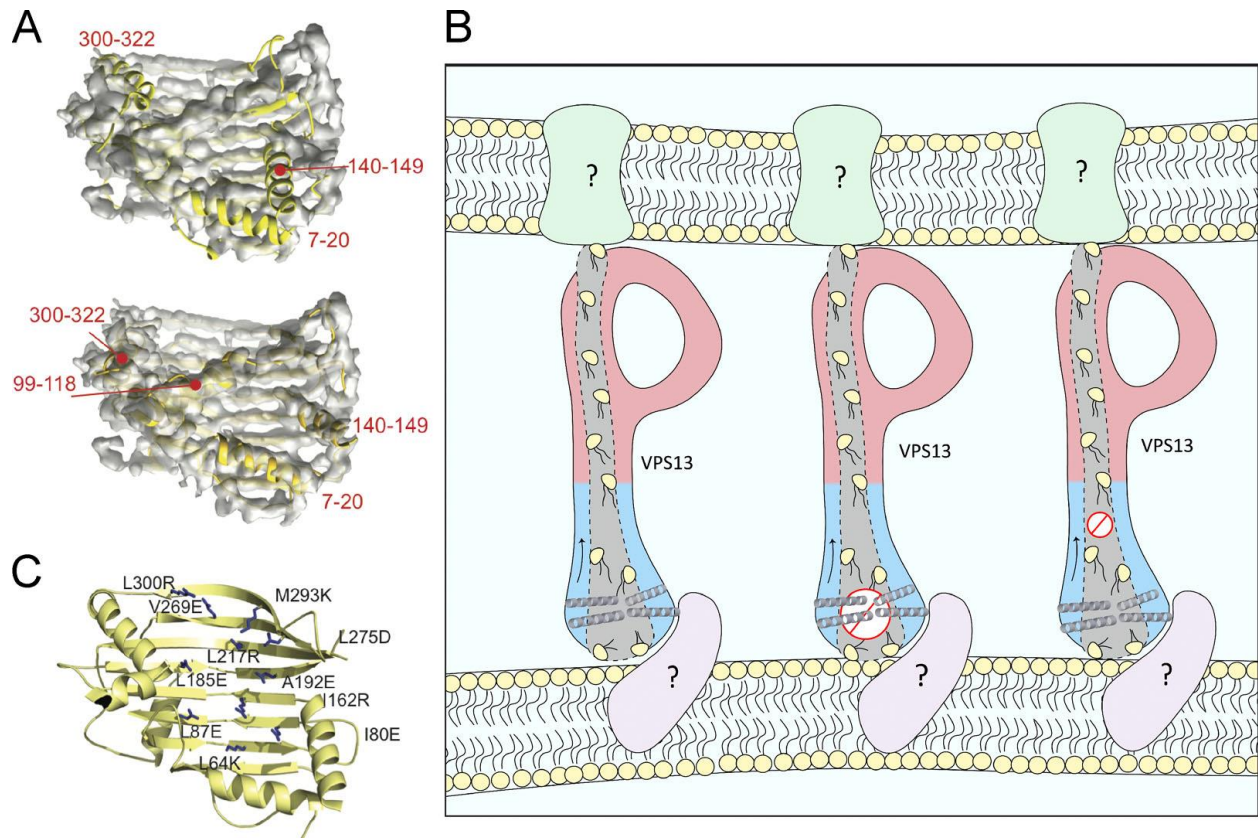 A
300-322
140-149
7-20
300-322
99-118
140-149
7-20
B
?
?
?
VPS13
VPS13
VPS13
?
?
?
C
L300R
M293K
V269E
L275D
L217R
L185E
A192E
I162R
L87E
I80E
L64K